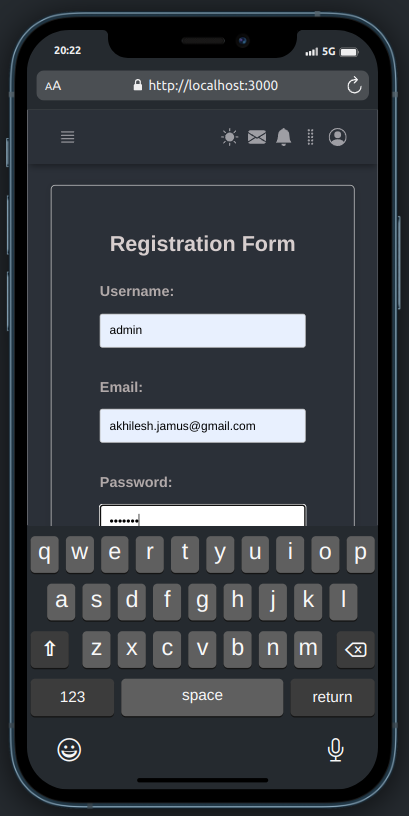 20:22
5G
AA
http://localhost:3000
Registration Form
Username:
admin
Email:
akhilesh.jamus@gmail.com
Password:
•••••••
q w e r t y u i o p
a s d f g h j k l
z x c v b n m
123 space return